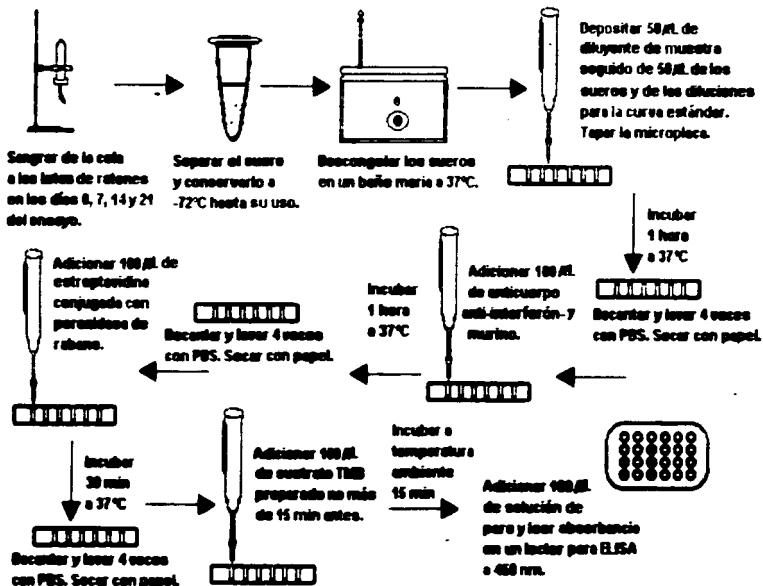 Sangrar de la cola
a los lotes de ratones
en los días 0, 7, 14 y 21
del ensayo.
Separar el suero
y conservarlo a
-72°C hasta su uso.
Descongelar los sueros
en un baño maría a 37°C.
Depositar 50 µL de
diluyente de muestra
seguido de 50 µL de los
sueros y de las diluciones
para la curva estándar.
Tapar la microplaca.
Incubar
1 hora
a 37°C
Decantar y lavar 4 veces
con PBS. Secar con papel.
Adicionar 100 µL
de anticuerpo
anti-interferón-γ
murino.
Incubar
1 hora
a 37°C
Decantar y lavar 4 veces
con PBS. Secar con papel.
Adicionar 100 µL de
estreptavidina
conjugada con
peroxidasa de
rábano.
Incubar
30 min
a 37°C
Decantar y lavar 4 veces
con PBS. Secar con papel.
Adicionar 100 µL
de sustrato TMB
preparado no más
de 15 min antes.
Incubar a
temperatura
ambiente
15 min
Adicionar 100 µL
de solución de
paro y leer absorbancia
en un lector para ELISA
a 450 nm.